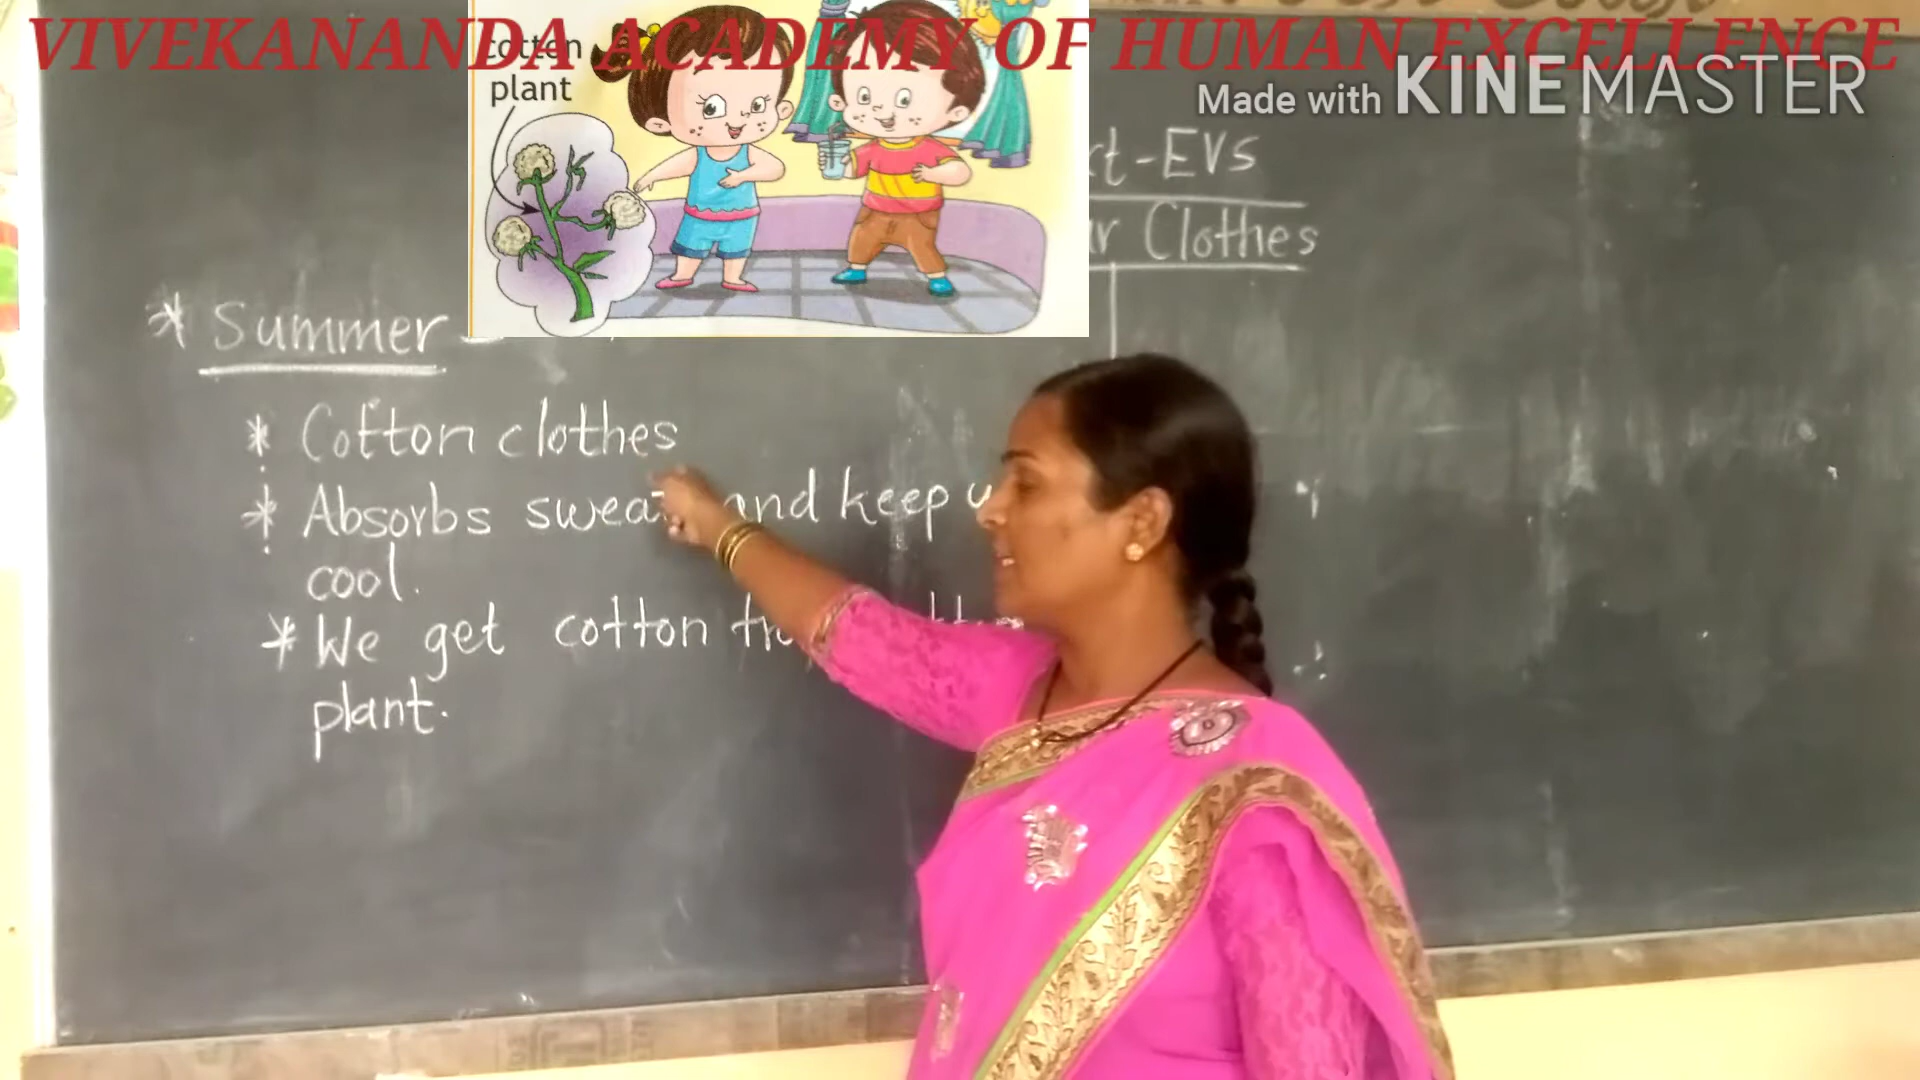 VIVEKANANDA ACADEMY OF HUMAN EXCELLENCE
Made with KINEMASTER
cotton
plant
-EVS
Clothes
* Summer
* Cotton clothes
* Absorbs sweat and keep
cool.
* We get cotton
plant.